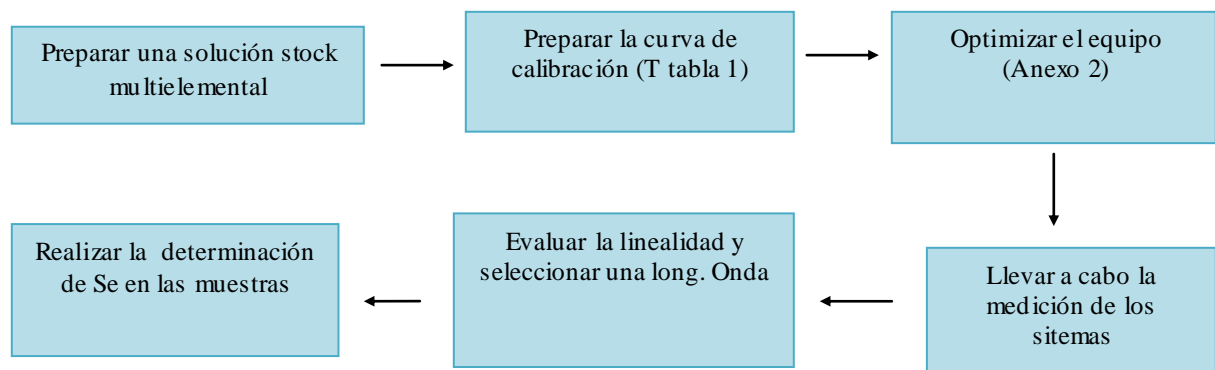 Preparar una solución stock
multielemental
Preparar la curva de
calibración (T tabla 1)
Optimizar el equipo
(Anexo 2)
Llevar a cabo la
medición de los
sitemas
Evaluar la linealidad y
seleccionar una long. Onda
Realizar la determinación
de Se en las muestras